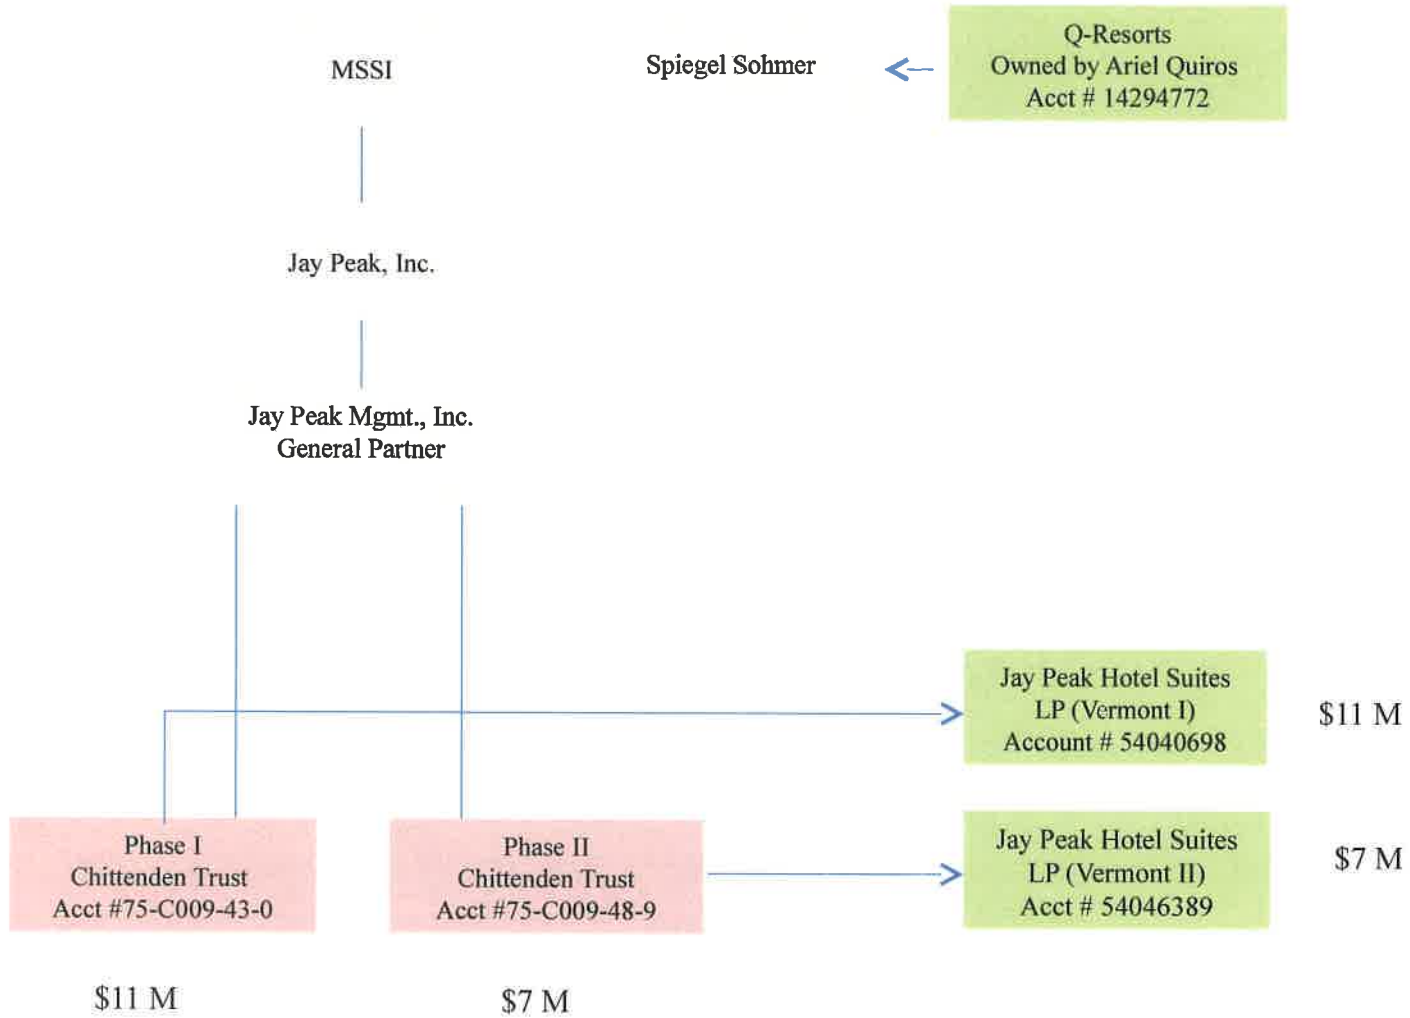 MSSI
Spiegel Sohmer
Q-Resorts
Owned by Ariel Quiros
Acct # 14294772
Jay Peak, Inc.
Jay Peak Mgmt., Inc.
General Partner
Jay Peak Hotel Suites
LP (Vermont I)
Account # 54040698
$11 M
Phase I
Chittenden Trust
Acct #75-C009-43-0
Phase II
Chittenden Trust
Acct #75-C009-48-9
Jay Peak Hotel Suites
LP (Vermont II)
Acct # 54046389
$7 M
$11 M
$7 M